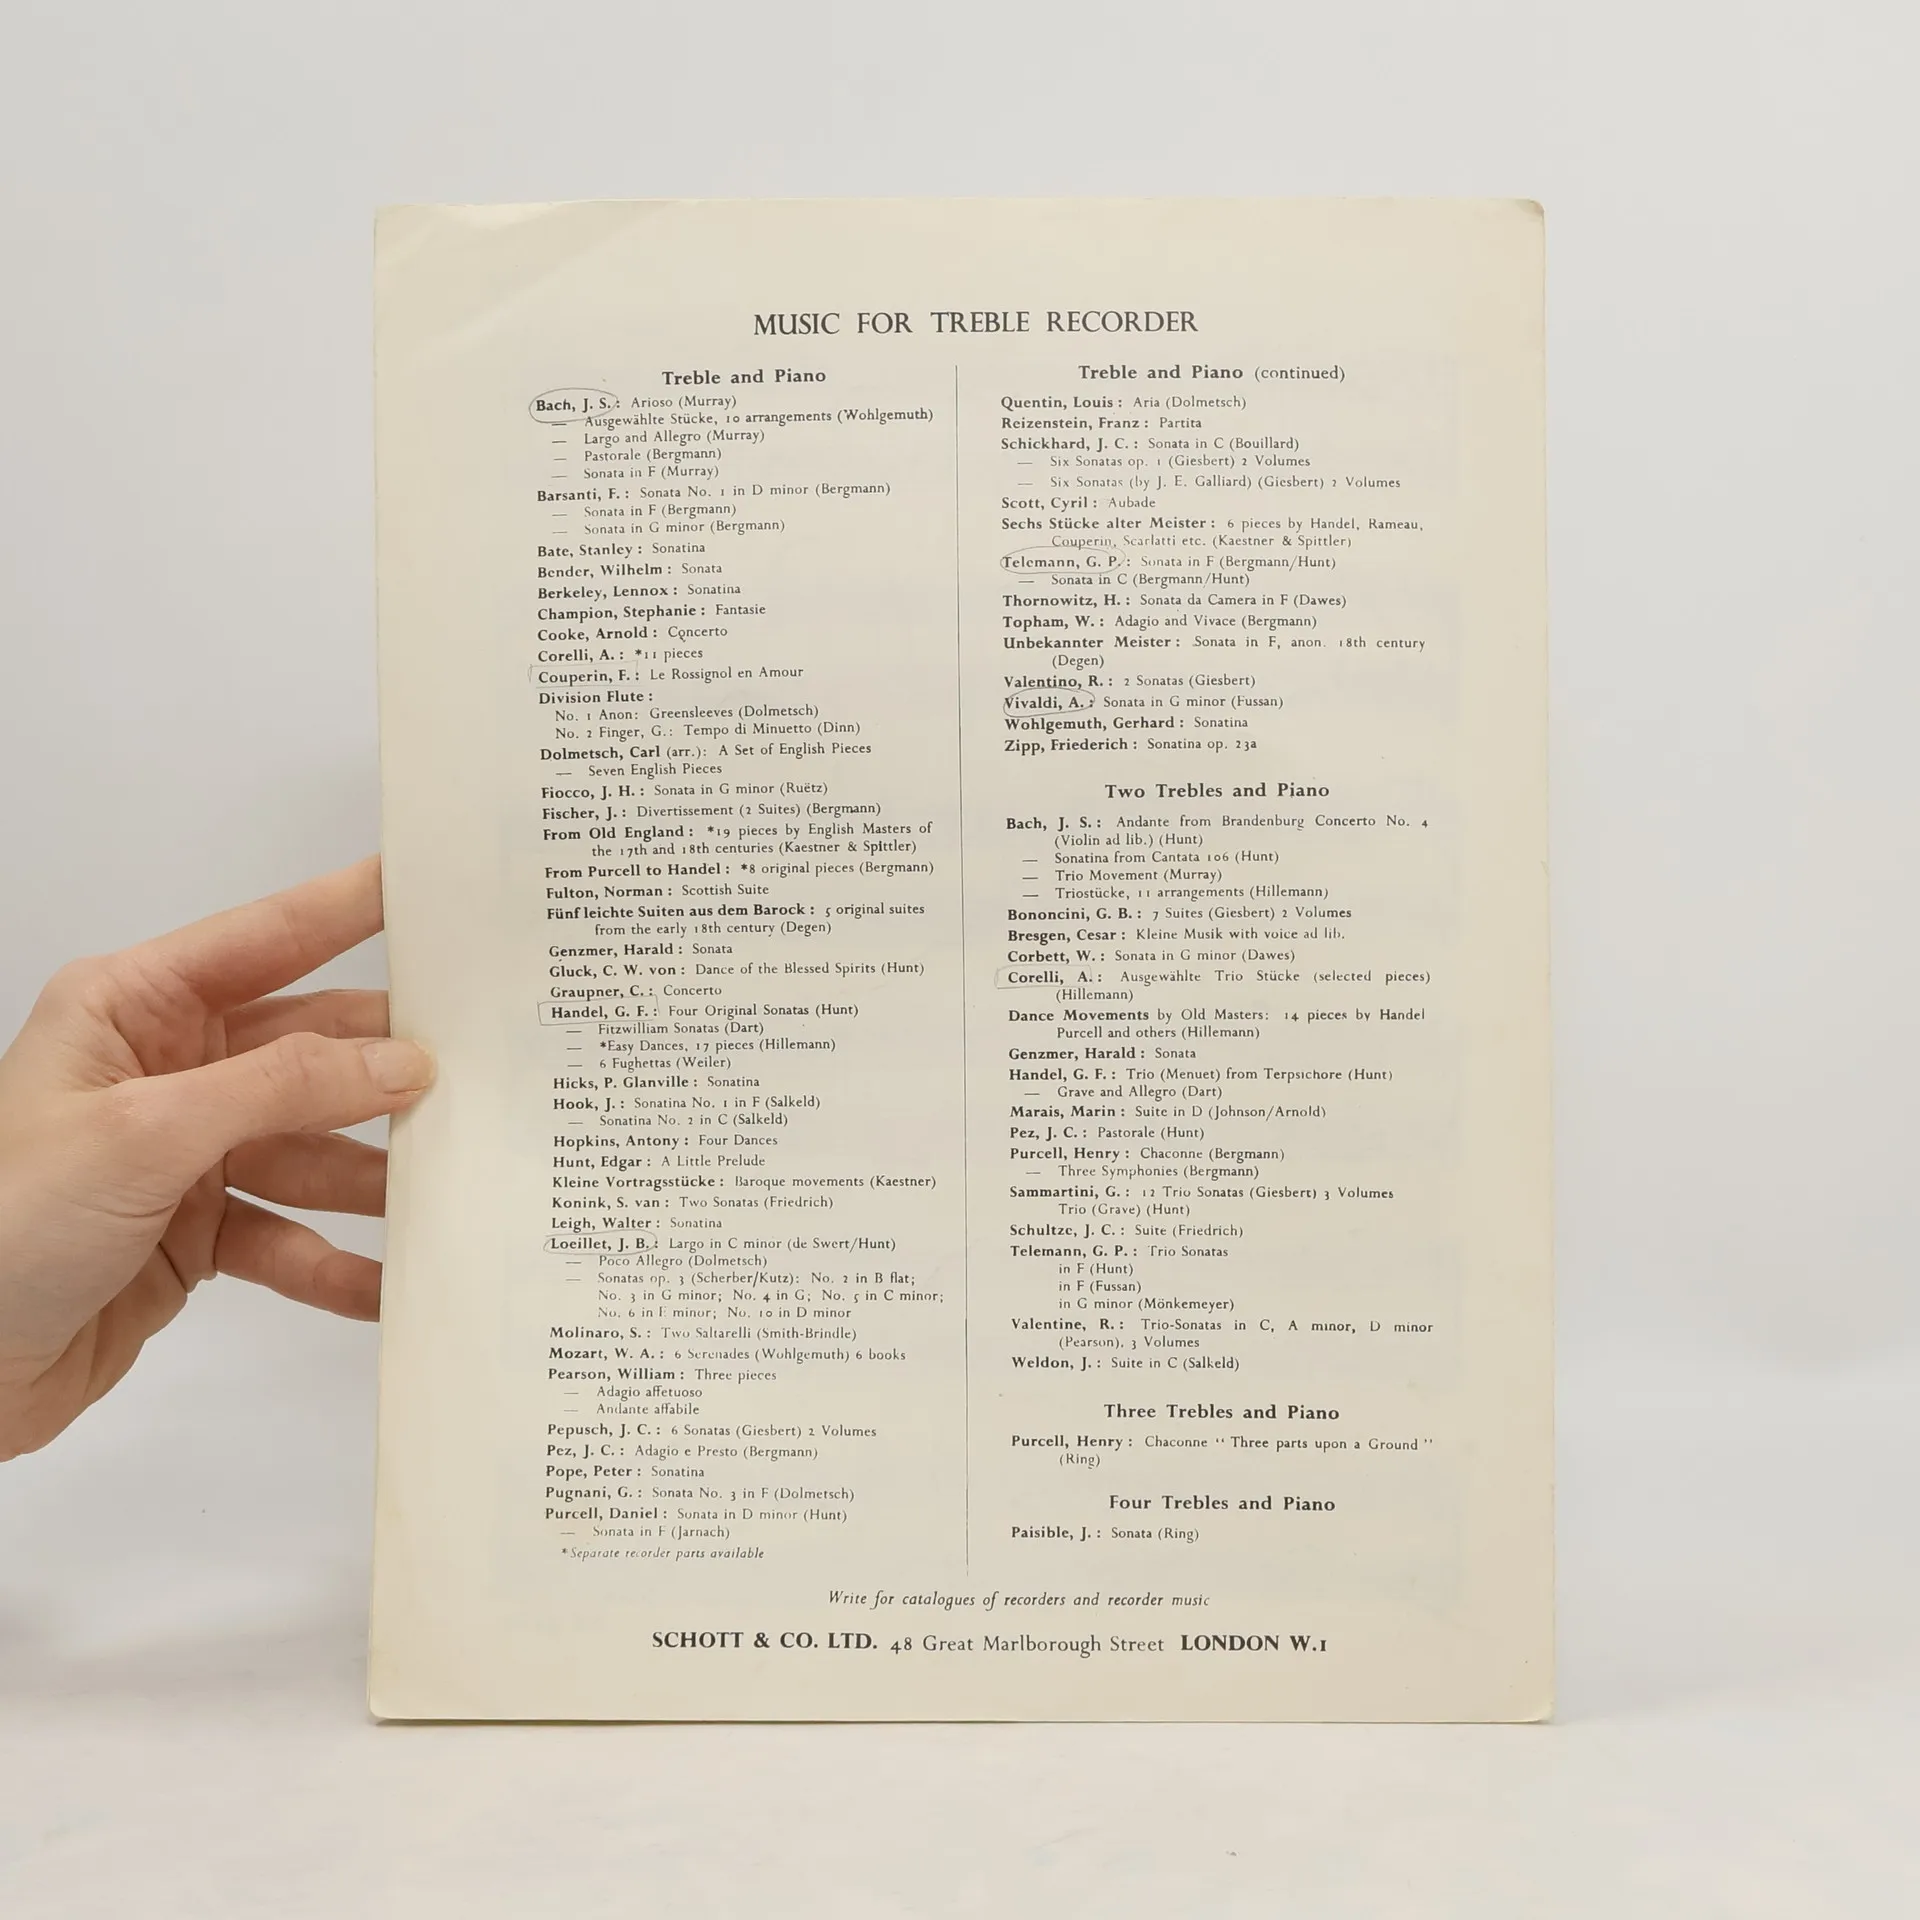 MUSIC FOR TREBLE RECORDER
Treble and Piano
Bach, J. S.: Arioso (Murray)
— Ausgewählte Stücke, 10 arrangements (Wohlgemuth)
— Largo and Allegro (Murray)
— Pastorale (Bergmann)
— Sonata in F (Murray)
Barsanti, F.: Sonata No. 1 in D minor (Bergmann)
— Sonata in F (Bergmann)
— Sonata in G minor (Bergmann)
Bate, Stanley: Sonatina
Bender, Wilhelm: Sonata
Berkeley, Lennox: Sonatina
Champion, Stephanie: Fantasie
Cooke, Arnold: Concerto
Corelli, A.: *11 pieces
Couperin, F.: Le Rossignol en Amour
Division Flute:
No. 1 Anon: Greensleeves (Dolmetsch)
No. 2 Finger, G.: Tempo di Minuetto (Dinn)
Dolmetsch, Carl (arr.): A Set of English Pieces
— Seven English Pieces
Fiocco, J. H.: Sonata in G minor (Ruëtz)
Fischer, J.: Divertissement (2 Suites) (Bergmann)
From Old England: *19 pieces by English Masters of
the 17th and 18th centuries (Kaestner & Spittler)
From Purcell to Handel: *8 original pieces (Bergmann)
Fulton, Norman: Scottish Suite
Fünf leichte Suiten aus dem Barock: 5 original suites
from the early 18th century (Degen)
Genzmer, Harald: Sonata
Gluck, C. W. von: Dance of the Blessed Spirits (Hunt)
Graupner, C.: Concerto
Handel, G. F.: Four Original Sonatas (Hunt)
— Fitzwilliam Sonatas (Dart)
— *Easy Dances, 17 pieces (Hillemann)
— 6 Fughettas (Weiler)
Hicks, P. Glanville: Sonatina
Hook, J.: Sonatina No. 1 in F (Salkeld)
— Sonatina No. 2 in C (Salkeld)
Hopkins, Antony: Four Dances
Hunt, Edgar: A Little Prelude
Kleine Vortragsstücke: Baroque movements (Kaestner)
Konink, S. van: Two Sonatas (Friedrich)
Leigh, Walter: Sonatina
Loeillet, J. B.: Largo in C minor (de Swert/Hunt)
— Poco Allegro (Dolmetsch)
— Sonatas op. 3 (Scherber/Kutz): No. 2 in B flat;
No. 3 in G minor; No. 4 in G; No. 5 in C minor;
No. 6 in E minor; No. 10 in D minor
Molinaro, S.: Two Saltarelli (Smith-Brindle)
Mozart, W. A.: 6 Serenades (Wohlgemuth) 6 books
Pearson, William: Three pieces
— Adagio affetuoso
— Andante affabile
Pepusch, J. C.: 6 Sonatas (Giesbert) 2 Volumes
Pez, J. C.: Adagio e Presto (Bergmann)
Pope, Peter: Sonatina
Pugnani, G.: Sonata No. 3 in F (Dolmetsch)
Purcell, Daniel: Sonata in D minor (Hunt)
— Sonata in F (Jarnach)
*Separate recorder parts available
Treble and Piano (continued)
Quentin, Louis: Aria (Dolmetsch)
Reizenstein, Franz: Partita
Schickhard, J. C.: Sonata in C (Bouillard)
— Six Sonatas op. 1 (Giesbert) 2 Volumes
— Six Sonatas (by J. E. Galliard) (Giesbert) 2 Volumes
Scott, Cyril: Aubade
Sechs Stücke alter Meister: 6 pieces by Handel, Rameau,
Couperin, Scarlatti etc. (Kaestner & Spittler)
Telemann, G. P.: Sonata in F (Bergmann/Hunt)
— Sonata in C (Bergmann/Hunt)
Thornowitz, H.: Sonata da Camera in F (Dawes)
Topham, W.: Adagio and Vivace (Bergmann)
Unbekannter Meister: Sonata in F, anon. 18th century
(Degen)
Valentino, R.: 2 Sonatas (Giesbert)
Vivaldi, A.: Sonata in G minor (Fussan)
Wohlgemuth, Gerhard: Sonatina
Zipp, Friederich: Sonatina op. 23a
Two Trebles and Piano
Bach, J. S.: Andante from Brandenburg Concerto No. 4
(Violin ad lib.) (Hunt)
— Sonatina from Cantata 106 (Hunt)
— Trio Movement (Murray)
— Triostücke, 11 arrangements (Hillemann)
Bononcini, G. B.: 7 Suites (Giesbert) 2 Volumes
Bresgen, Cesar: Kleine Musik with voice ad lib.
Corbett, W.: Sonata in G minor (Dawes)
Corelli, A.: Ausgewählte Trio Stücke (selected pieces)
(Hillemann)
Dance Movements by Old Masters: 14 pieces by Handel
Purcell and others (Hillemann)
Genzmer, Harald: Sonata
Handel, G. F.: Trio (Menuet) from Terpsichore (Hunt)
— Grave and Allegro (Dart)
Marais, Marin: Suite in D (Johnson/Arnold)
Pez, J. C.: Pastorale (Hunt)
Purcell, Henry: Chaconne (Bergmann)
— Three Symphonies (Bergmann)
Sammartini, G.: 12 Trio Sonatas (Giesbert) 3 Volumes
Trio (Grave) (Hunt)
Schultze, J. C.: Suite (Friedrich)
Telemann, G. P.: Trio Sonatas
in F (Hunt)
in F (Fussan)
in G minor (Mönkemeyer)
Valentine, R.: Trio-Sonatas in C, A minor, D minor
(Pearson), 3 Volumes
Weldon, J.: Suite in C (Salkeld)
Three Trebles and Piano
Purcell, Henry: Chaconne “ Three parts upon a Ground ”
(Ring)
Four Trebles and Piano
Paisible, J.: Sonata (Ring)
Write for catalogues of recorders and recorder music
SCHOTT & CO. LTD. 48 Great Marlborough Street LONDON W.1